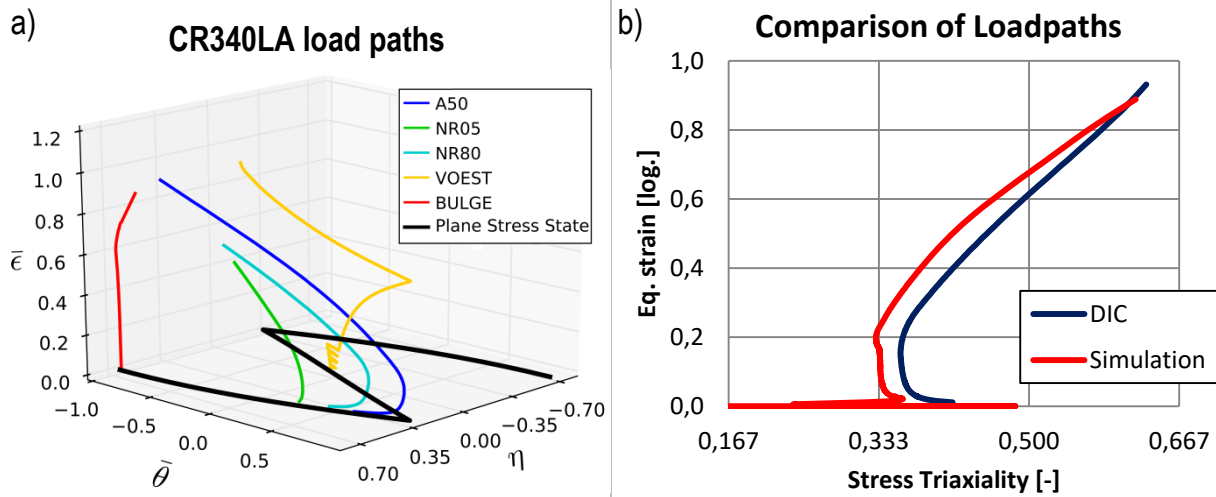 a)
CR340LA load paths
A50
NR05
NR80
VOEST
BULGE
Plane Stress State
1.2
1.0
0.8
0.6
0.4
0.2
0.0
ε̄
−1.0
−0.5
0.0
0.5
θ̄
0.70
0.35
0.00
−0.35
−0.70
η
b)
Comparison of Loadpaths
1,0
0,8
0,6
0,4
0,2
0,0
Eq. strain [log.]
DIC
Simulation
0,167 0,333 0,500 0,667
Stress Triaxiality [-]